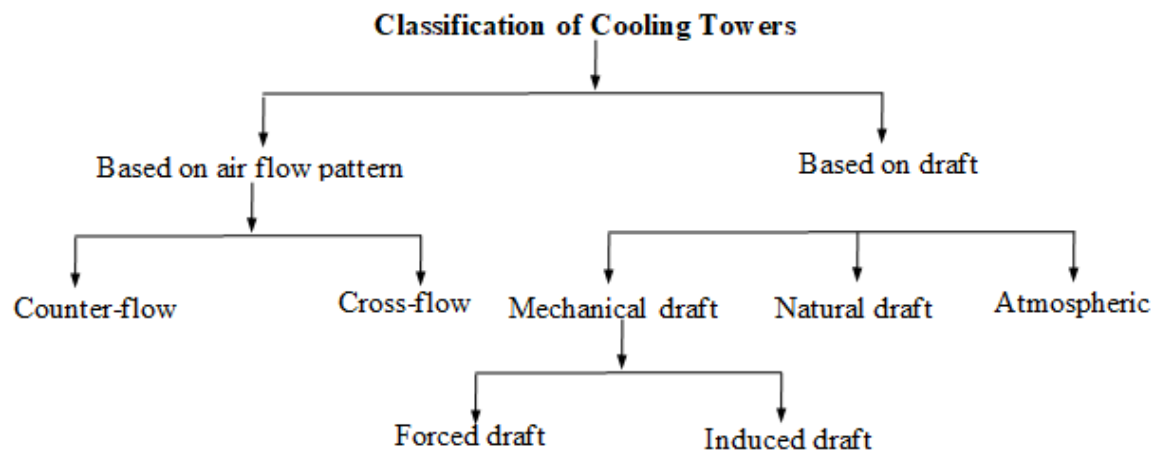 Classification of Cooling Towers
Based on air flow pattern
Based on draft
Counter-flow
Cross-flow
Mechanical draft
Natural draft
Atmospheric
Forced draft
Induced draft